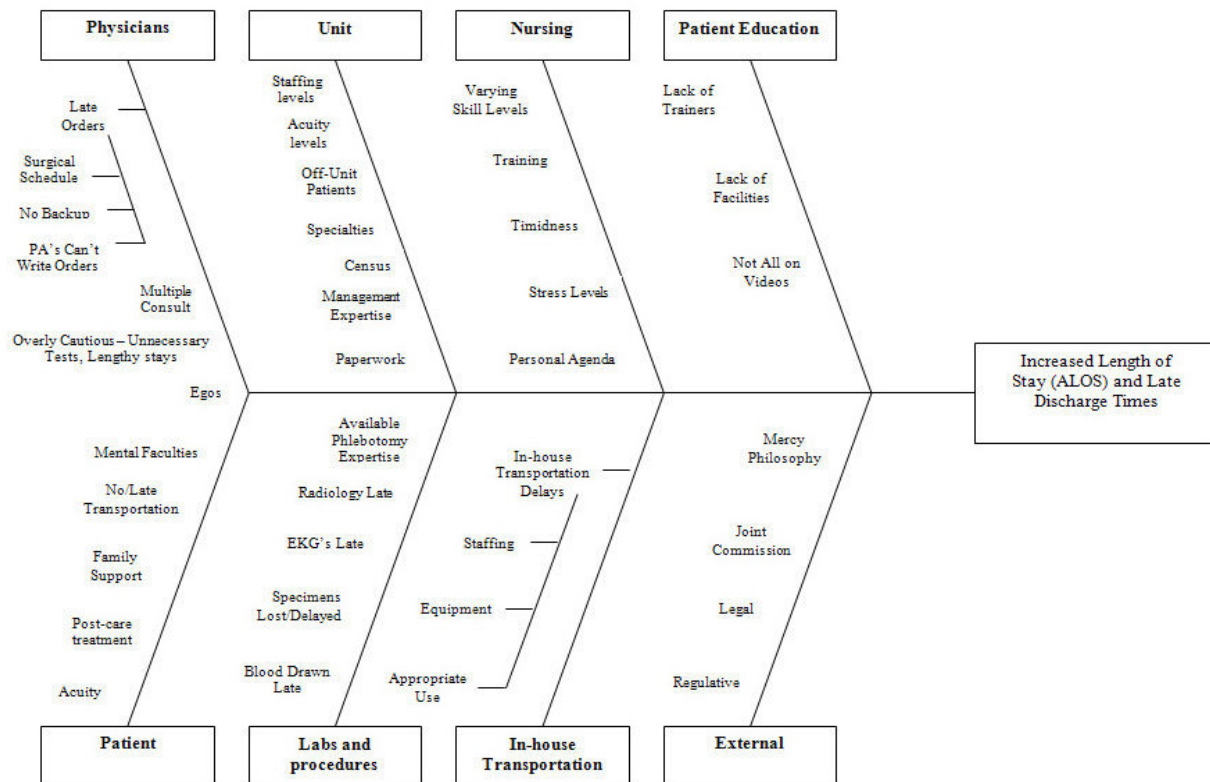 Physicians
Unit
Nursing
Patient Education
Late
Orders
Surgical
Schedule
No Backup
PA's Can't
Write Orders
Multiple
Consult
Overly Cautious – Unnecessary
Tests, Lengthy stays
Egos
Staffing
levels
Acuity
levels
Off-Unit
Patients
Specialties
Census
Management
Expertise
Paperwork
Varying
Skill Levels
Training
Timidness
Stress Levels
Personal Agenda
Lack of
Trainers
Lack of
Facilities
Not All on
Videos
Increased Length of
Stay (ALOS) and Late
Discharge Times
Mental Faculties
No/Late
Transportation
Family
Support
Post-care
treatment
Acuity
Available
Phlebotomy
Expertise
Radiology Late
EKG's Late
Specimens
Lost/Delayed
Blood Drawn
Late
In-house
Transportation
Delays
Staffing
Equipment
Appropriate
Use
Mercy
Philosophy
Joint
Commission
Legal
Regulative
Patient
Labs and
procedures
In-house
Transportation
External